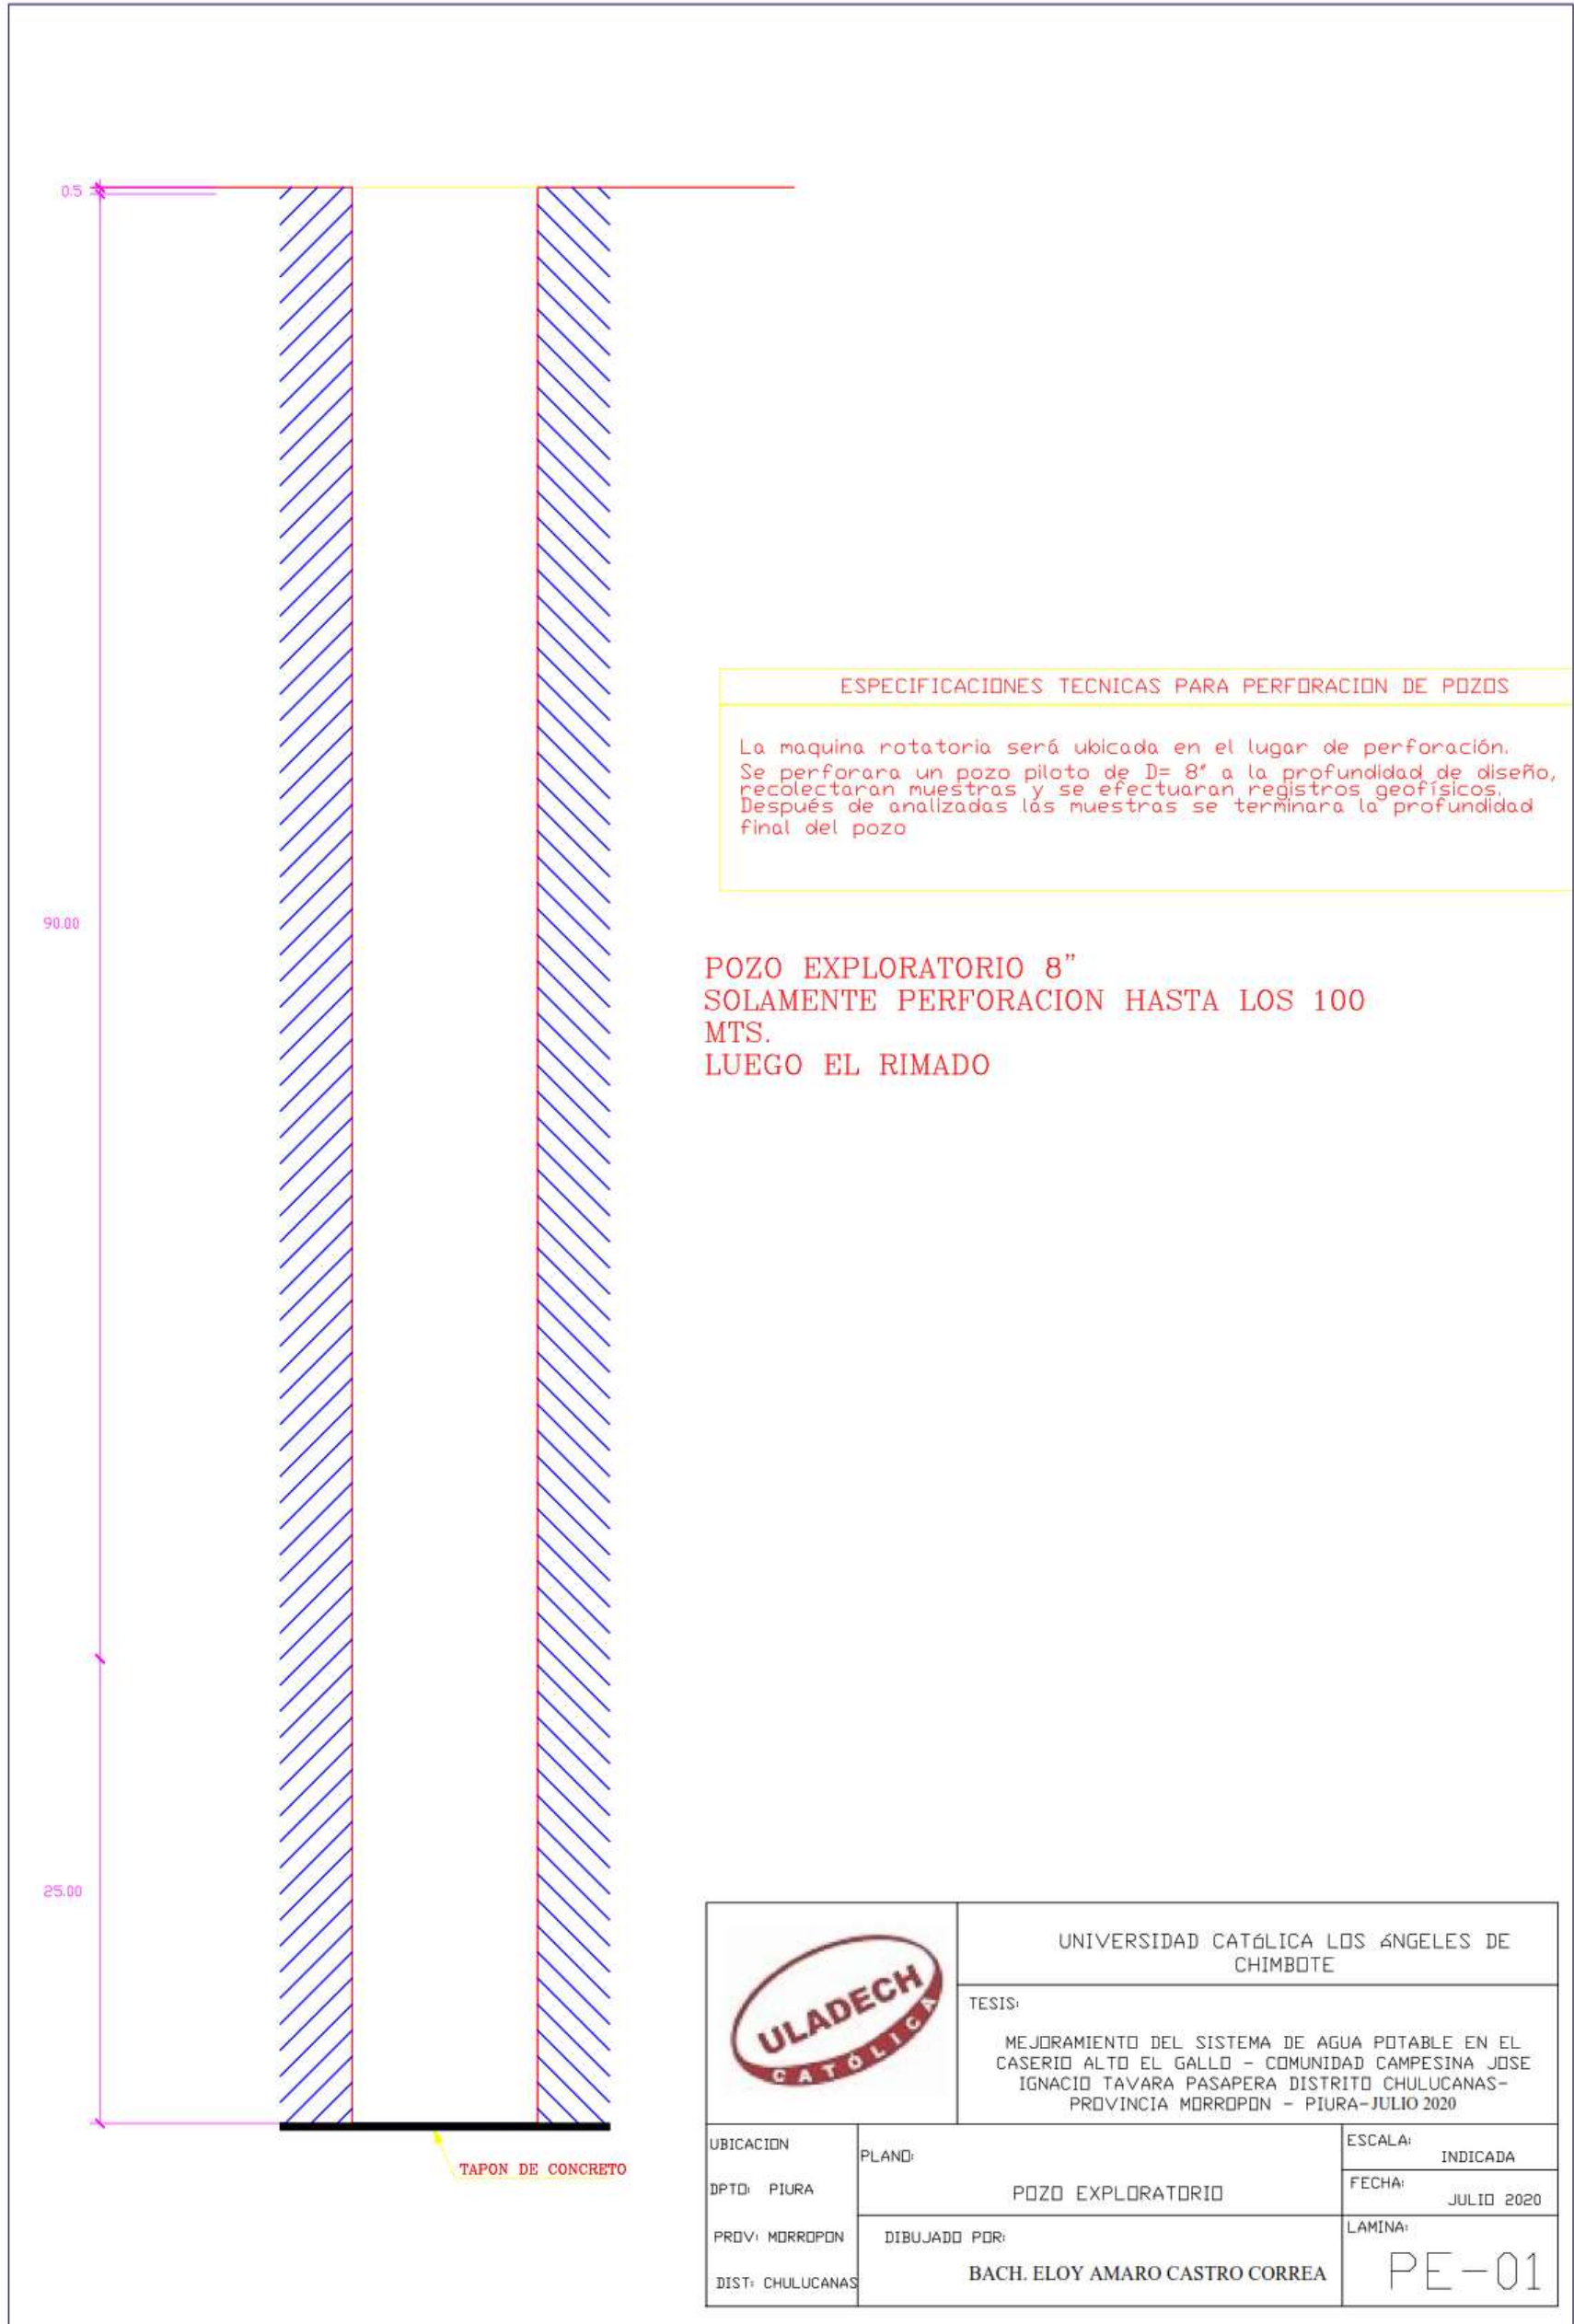 0.5
90.00
25.00
TAPON DE CONCRETO
ESPECIFICACIONES TECNICAS PARA PERFORACION DE POZOS
La maquina rotatoria será ubicada en el lugar de perforación.
Se perforara un pozo piloto de D= 8" a la profundidad de diseño,
recolectaran muestras y se efectuaran registros geofísicos.
Después de analizadas las muestras se terminara la profundidad
final del pozo
POZO EXPLORATORIO 8"
SOLAMENTE PERFORACION HASTA LOS 100
MTS.
LUEGO EL RIMADO
ULADECH
CATÓLICA
UNIVERSIDAD CATóLICA LOS áNGELES DE
CHIMBOTE
TESIS:
MEJORAMIENTO DEL SISTEMA DE AGUA POTABLE EN EL
CASERIO ALTO EL GALLO - COMUNIDAD CAMPESINA JOSE
IGNACIO TAVARA PASAPERA DISTRITO CHULUCANAS-
PROVINCIA MORROPON - PIURA-JULIO 2020
UBICACION
DPTO: PIURA
PROV: MORROPON
DIST: CHULUCANAS
PLANO:
POZO EXPLORATORIO
DIBUJADO POR:
BACH. ELOY AMARO CASTRO CORREA
ESCALA:
INDICADA
FECHA:
JULIO 2020
LAMINA:
PE-01